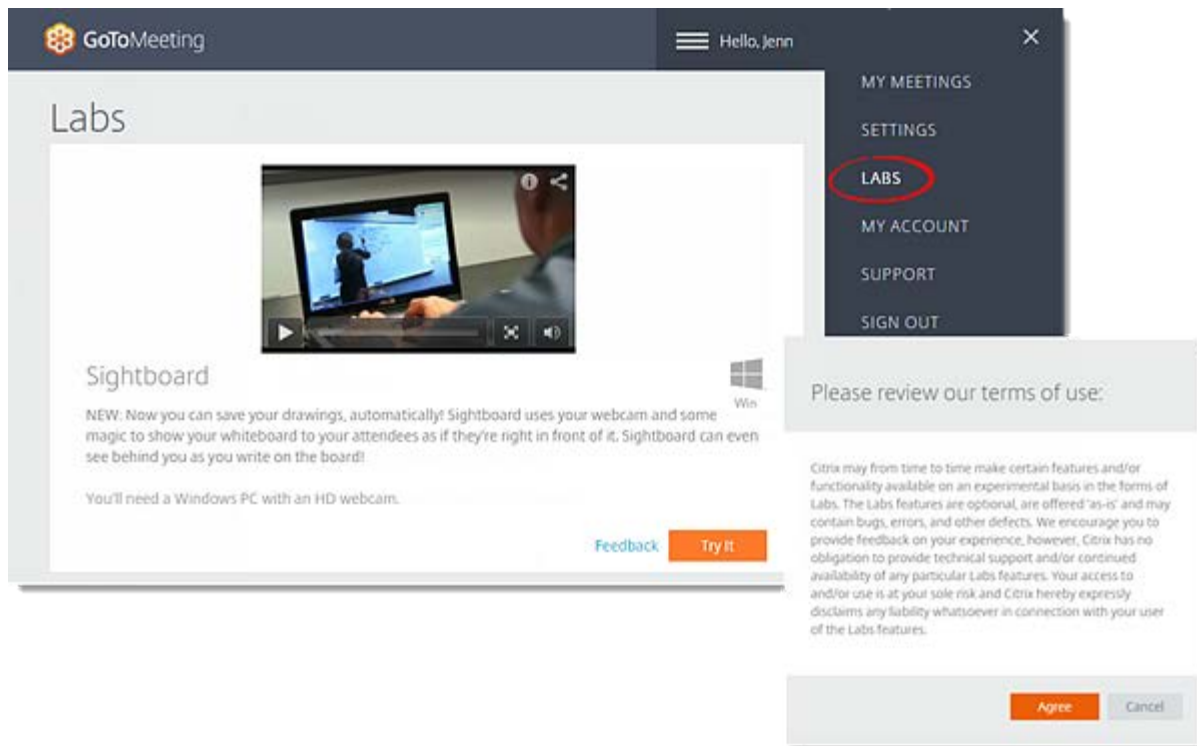 GoToMeeting
Hello, Jenn
MY MEETINGS
SETTINGS
LABS
MY ACCOUNT
SUPPORT
SIGN OUT
Labs
Sightboard
Win
NEW: Now you can save your drawings, automatically! Sightboard uses your webcam and some
magic to show your whiteboard to your attendees as if they're right in front of it. Sightboard can even
see behind you as you write on the board!
You'll need a Windows PC with an HD webcam.
Feedback
Try It
Please review our terms of use:
Citrix may from time to time make certain features and/or
functionality available on an experimental basis in the forms of
Labs. The Labs features are optional, are offered 'as-is' and may
contain bugs, errors, and other defects. We encourage you to
provide feedback on your experience, however, Citrix has no
obligation to provide technical support and/or continued
availability of any particular Labs features. Your access to
and/or use is at your sole risk and Citrix hereby expressly
disclaims any liability whatsoever in connection with your user
of the Labs features.
Agree
Cancel